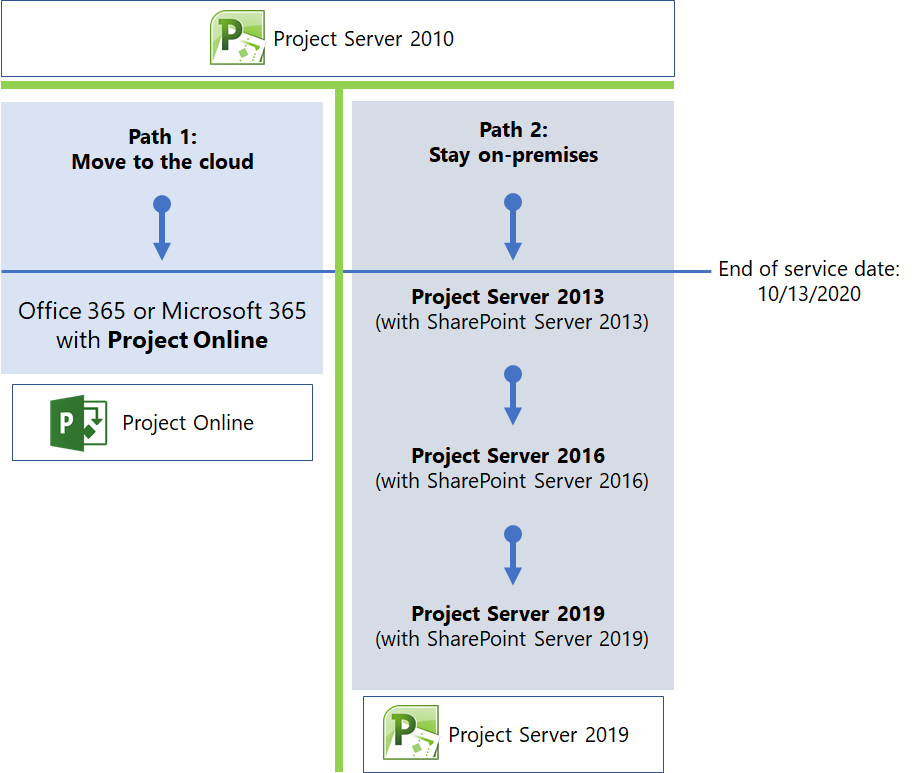 Project Server 2010
Path 1:
Move to the cloud
Office 365 or Microsoft 365
with Project Online
Project Online
Path 2:
Stay on-premises
End of service date:
10/13/2020
Project Server 2013
(with SharePoint Server 2013)
Project Server 2016
(with SharePoint Server 2016)
Project Server 2019
(with SharePoint Server 2019)
Project Server 2019